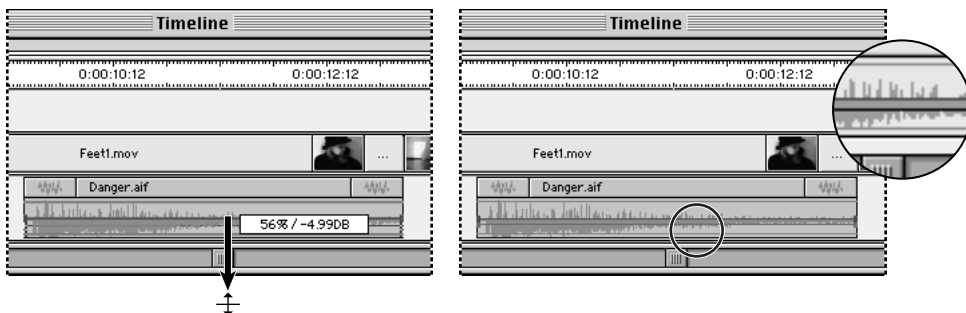 Timeline
0:00:10:12 0:00:12:12
Feet1.mov ...
Danger.aif
56% / -4.99DB
Timeline
0:00:10:12 0:00:12:12
Feet1.mov ...
Danger.aif